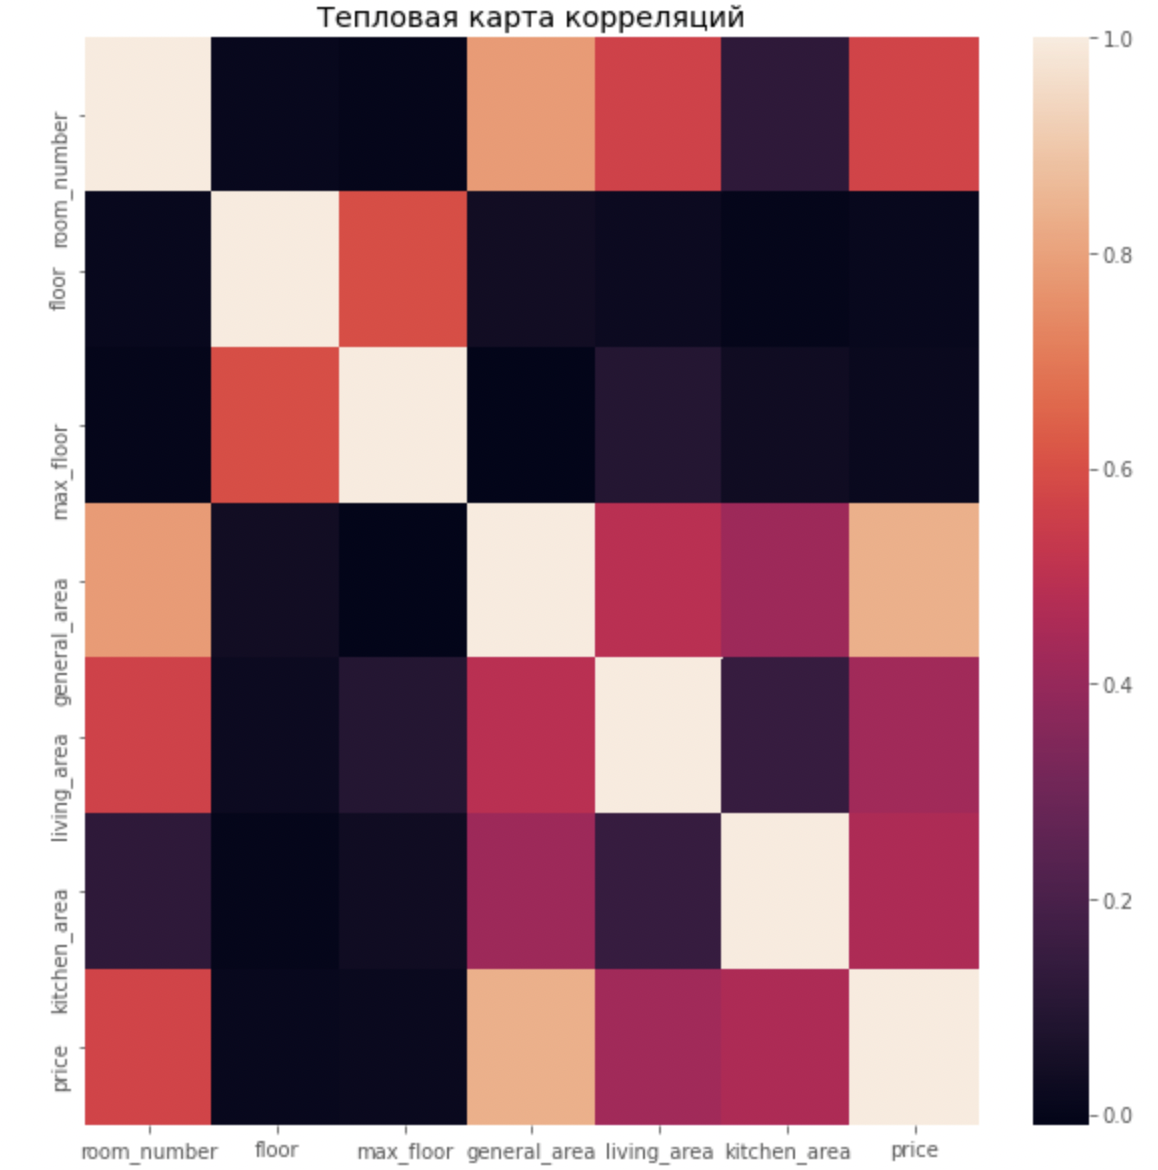 Тепловая карта корреляций
room_number
floor
max_floor
general_area
living_area
kitchen_area
price
room_number floor max_floor general_area living_area kitchen_area price
1.0
0.8
0.6
0.4
0.2
0.0